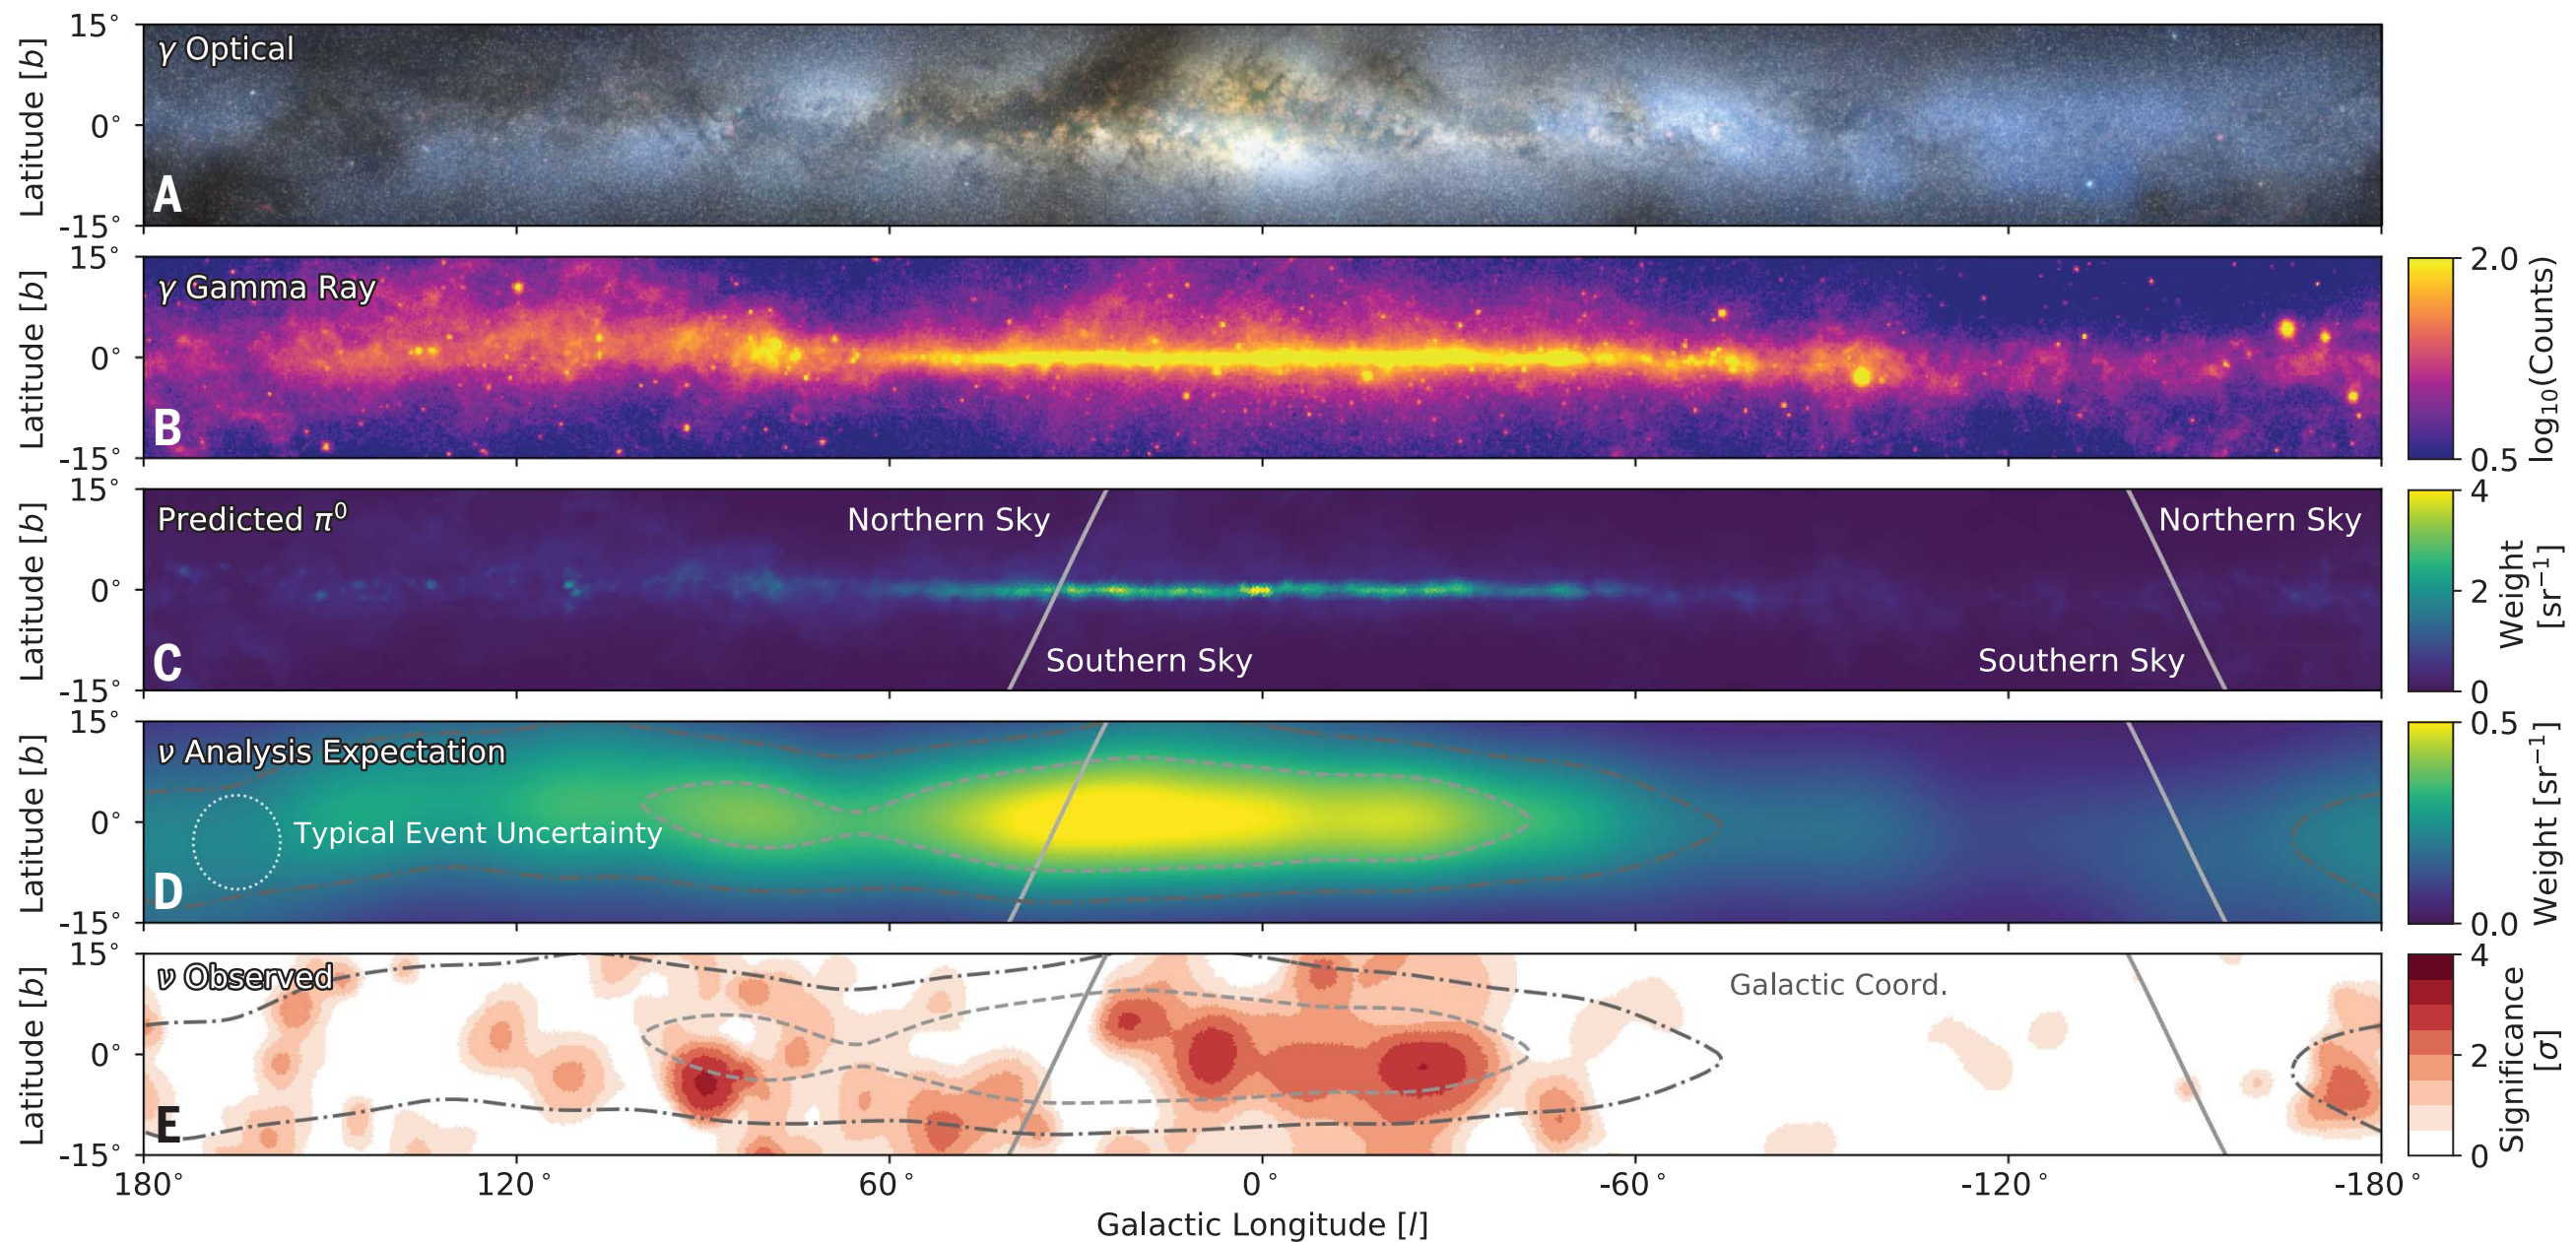 15°
0°
-15°
Latitude [b]
γ Optical
A
15°
0°
-15°
Latitude [b]
γ Gamma Ray
B
2.0
0.5
log₁₀(Counts)
15°
0°
-15°
Latitude [b]
Predicted π⁰
Northern Sky
Northern Sky
Southern Sky
Southern Sky
C
4
2
0
Weight
[sr⁻¹]
15°
0°
-15°
Latitude [b]
ν Analysis Expectation
Typical Event Uncertainty
D
0.5
0.0
Weight [sr⁻¹]
15°
0°
-15°
Latitude [b]
ν Observed
Galactic Coord.
E
4
2
0
Significance
[σ]
180° 120° 60° 0° -60° -120° -180°
Galactic Longitude [l]